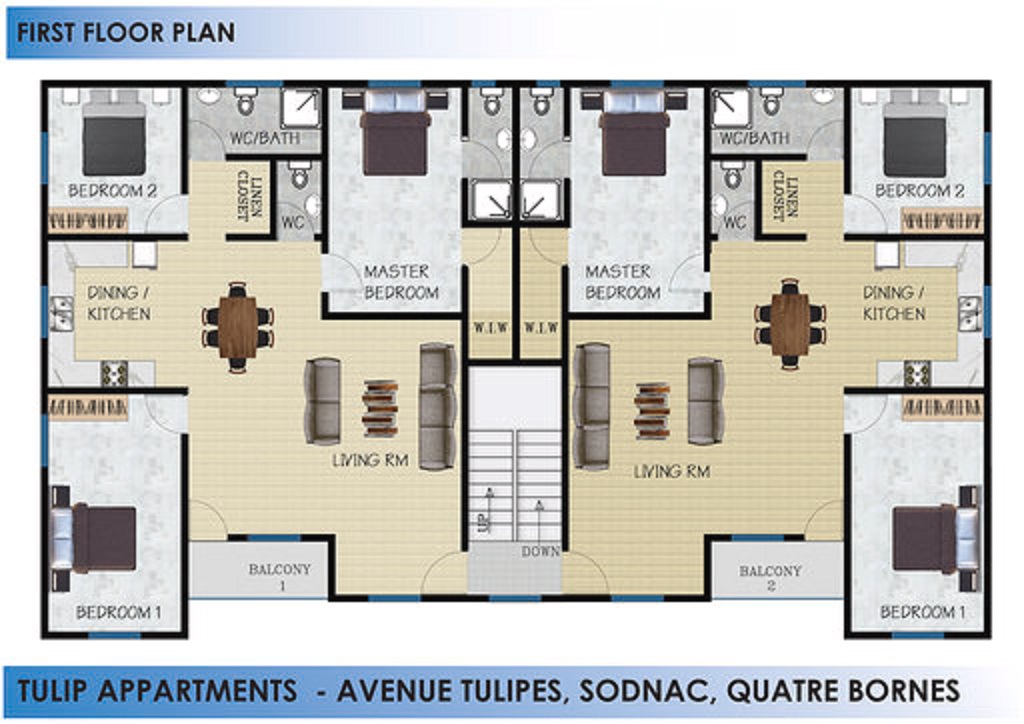 FIRST FLOOR PLAN
WC/BATH
WC/BATH
BEDROOM 2
LINEN
CLOSET
WC
WC
LINEN
CLOSET
BEDROOM 2
DINING /
KITCHEN
MASTER
BEDROOM
MASTER
BEDROOM
DINING /
KITCHEN
W.I.W
W.I.W
LIVING RM
LIVING RM
UP
DOWN
BALCONY
1
BALCONY
2
BEDROOM 1
BEDROOM 1
TULIP APPARTMENTS - AVENUE TULIPES, SODNAC, QUATRE BORNES